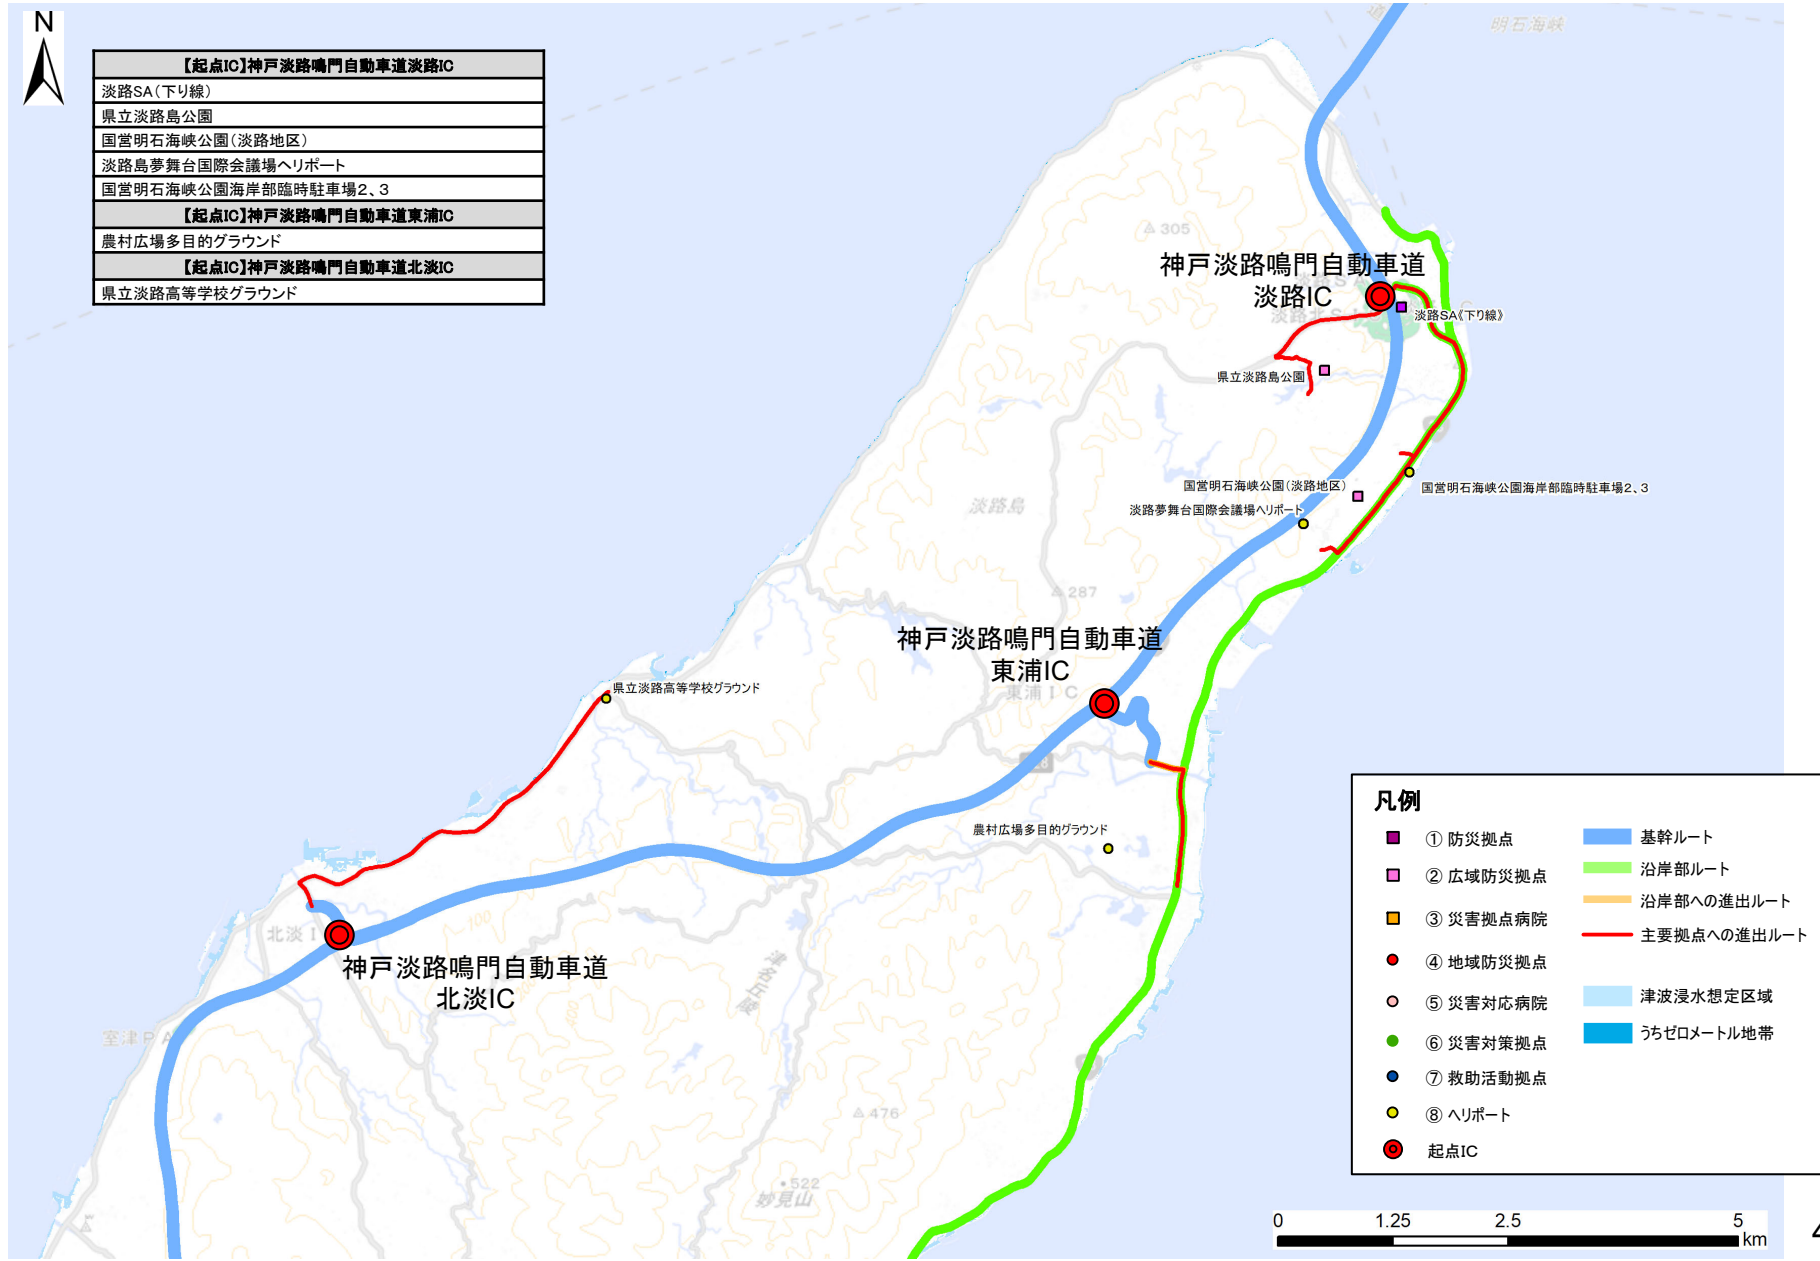 N
【起点IC】神戸淡路鳴門自動車道淡路IC
淡路SA(下り線)
県立淡路島公園
国営明石海峡公園(淡路地区)
淡路島夢舞台国際会議場ヘリポート
国営明石海峡公園海岸部臨時駐車場2、3
【起点IC】神戸淡路鳴門自動車道東浦IC
農村広場多目的グラウンド
【起点IC】神戸淡路鳴門自動車道北淡IC
県立淡路高等学校グラウンド
明石海峡
305
神戸淡路鳴門自動車道
淡路IC
淡路SA《下り線》
県立淡路島公園
国営明石海峡公園(淡路地区)
国営明石海峡公園海岸部臨時駐車場2、3
淡路夢舞台国際会議場ヘリポート
淡路島
287
神戸淡路鳴門自動車道
東浦IC
東浦IC
県立淡路高等学校グラウンド
農村広場多目的グラウンド
北淡I
神戸淡路鳴門自動車道
北淡IC
100
400
津名丘陵
室津PA
476
522
妙見山
凡例
① 防災拠点
② 広域防災拠点
③ 災害拠点病院
④ 地域防災拠点
⑤ 災害対応病院
⑥ 災害対策拠点
⑦ 救助活動拠点
⑧ ヘリポート
起点IC
基幹ルート
沿岸部ルート
沿岸部への進出ルート
主要拠点への進出ルート
津波浸水想定区域
うちゼロメートル地帯
0 1.25 2.5 5
km